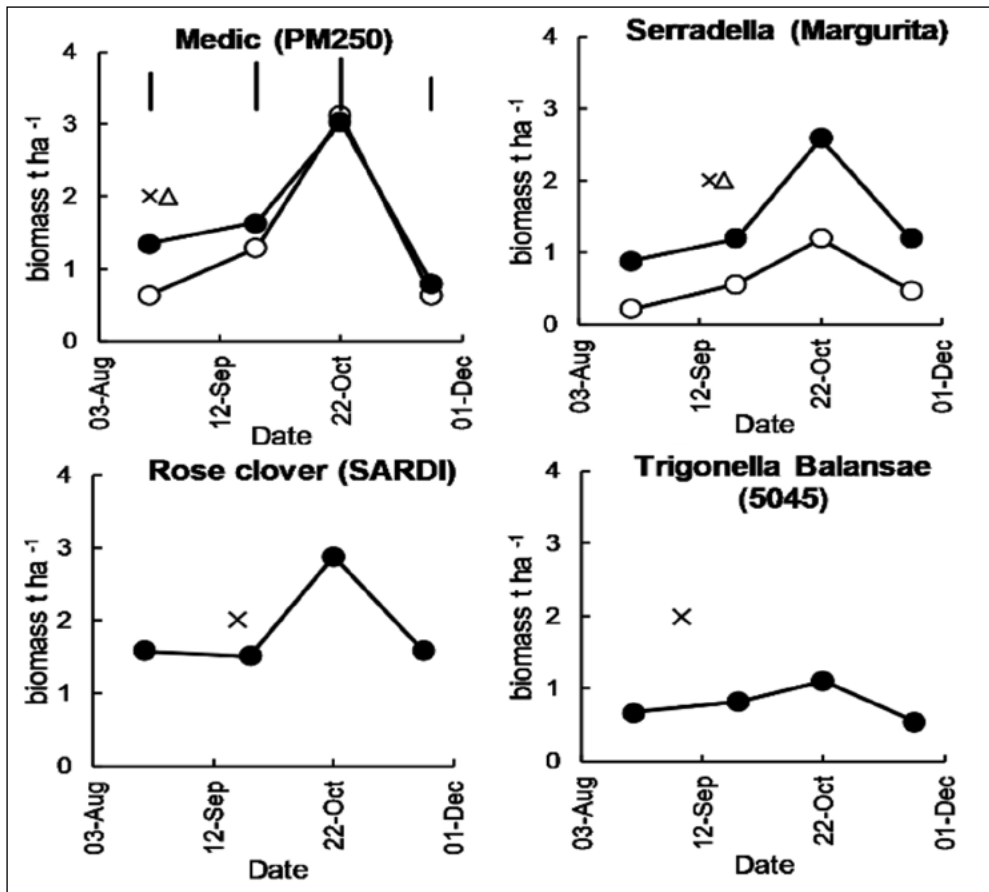 Medic (PM250)
4
3
2
1
0
biomass t ha -1
03-Aug
12-Sep
22-Oct
01-Dec
Date
Serradella (Margurita)
4
3
2
1
0
biomass t ha -1
03-Aug
12-Sep
22-Oct
01-Dec
Date
Rose clover (SARDI)
4
3
2
1
0
biomass t ha -1
03-Aug
12-Sep
22-Oct
01-Dec
Date
Trigonella Balansae
(5045)
4
3
2
1
0
biomass t ha -1
03-Aug
12-Sep
22-Oct
01-Dec
Date